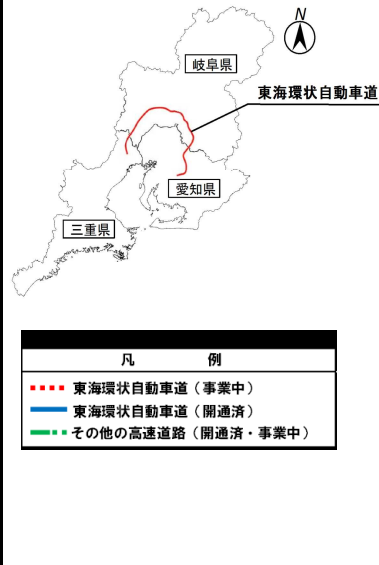 N
岐阜県
東海環状自動車道
愛知県
三重県
凡 例
東海環状自動車道（事業中）
東海環状自動車道（開通済）
その他の高速道路（開通済・事業中）